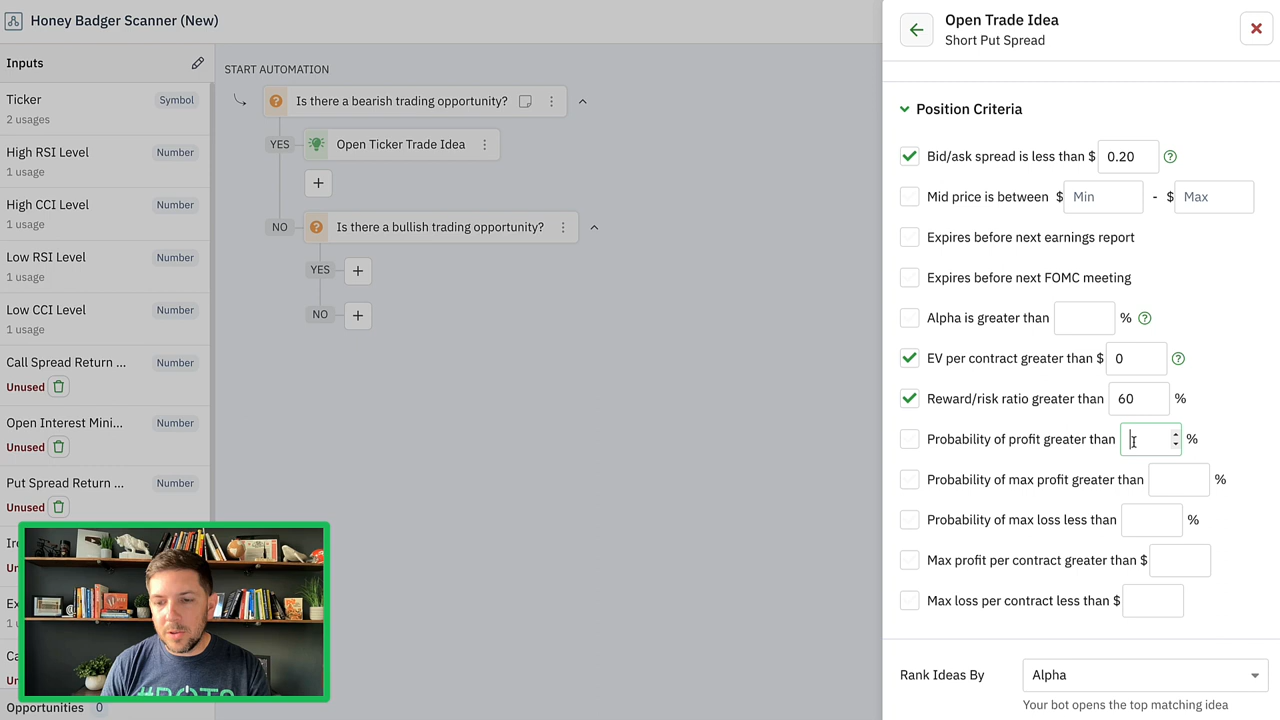 Honey Badger Scanner (New)
Inputs
Ticker
Symbol
2 usages
High RSI Level
Number
1 usage
High CCI Level
Number
1 usage
Low RSI Level
Number
1 usage
Low CCI Level
Number
1 usage
Call Spread Return ...
Number
Unused
Open Interest Mini...
Number
Unused
Put Spread Return ...
Number
Unused
Opportunities 0
START AUTOMATION
Is there a bearish trading opportunity?
YES
Open Ticker Trade Idea
NO
Is there a bullish trading opportunity?
YES
NO
Open Trade Idea
Short Put Spread
Position Criteria
Bid/ask spread is less than $ 0.20
Mid price is between $ Min - $ Max
Expires before next earnings report
Expires before next FOMC meeting
Alpha is greater than %
EV per contract greater than $ 0
Reward/risk ratio greater than 60 %
Probability of profit greater than %
Probability of max profit greater than %
Probability of max loss less than %
Max profit per contract greater than $
Max loss per contract less than $
Rank Ideas By Alpha
Your bot opens the top matching idea